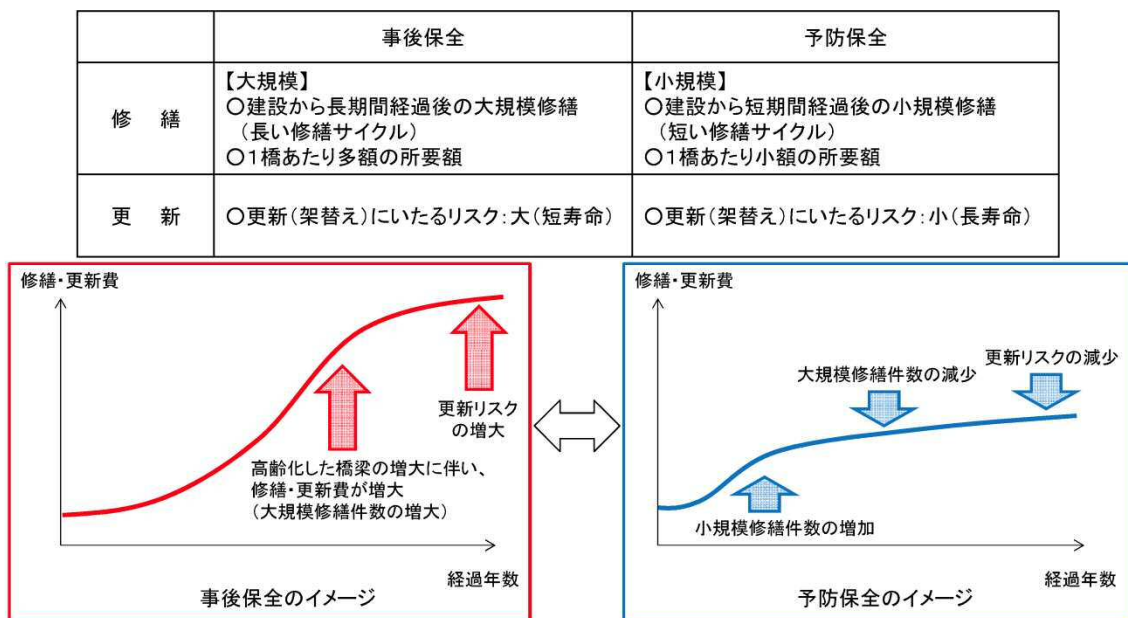 事後保全
予防保全
修　繕
【大規模】
○建設から長期間経過後の大規模修繕
（長い修繕サイクル）
○１橋あたり多額の所要額
【小規模】
○建設から短期間経過後の小規模修繕
（短い修繕サイクル）
○１橋あたり小額の所要額
更　新
○更新（架替え）にいたるリスク：大（短寿命）
○更新（架替え）にいたるリスク：小（長寿命）
修繕・更新費
更新リスク
の増大
高齢化した橋梁の増大に伴い、
修繕・更新費が増大
（大規模修繕件数の増大）
経過年数
事後保全のイメージ
修繕・更新費
更新リスクの減少
大規模修繕件数の減少
小規模修繕件数の増加
経過年数
予防保全のイメージ